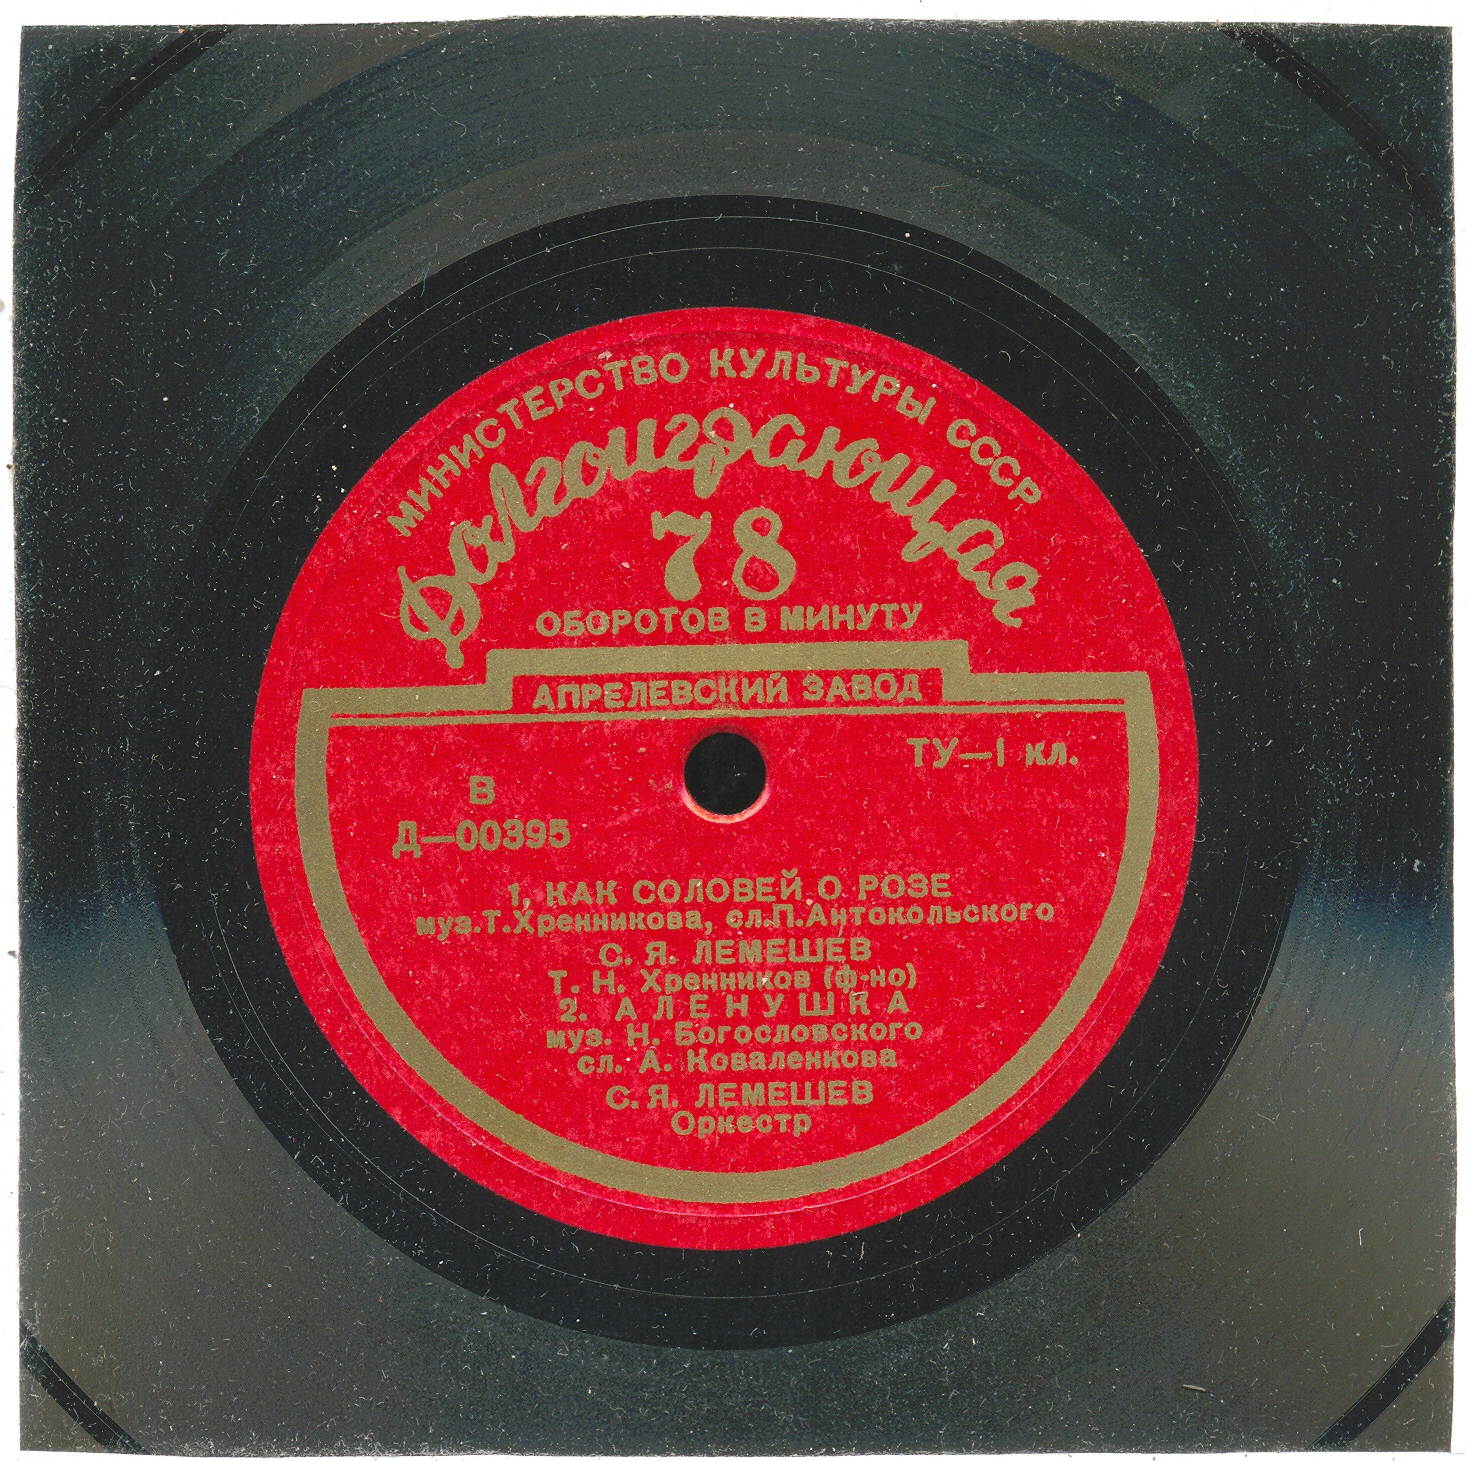 МИНИСТЕРСТВО КУЛЬТУРЫ СССР
Долгоиграющая
78
ОБОРОТОВ В МИНУТУ
АПРЕЛЕВСКИЙ ЗАВОД
ТУ—1 кл.
В
Д—00395
1, КАК СОЛОВЕЙ О РОЗЕ
муз.Т.Хренникова, сл.П.Антокольского
С. Я. ЛЕМЕШЕВ
Т. Н. Хренников (ф-но)
2. АЛЕНУШКА
муз. Н. Богословского
сл. А. Коваленкова
С. Я. ЛЕМЕШЕВ
Оркестр